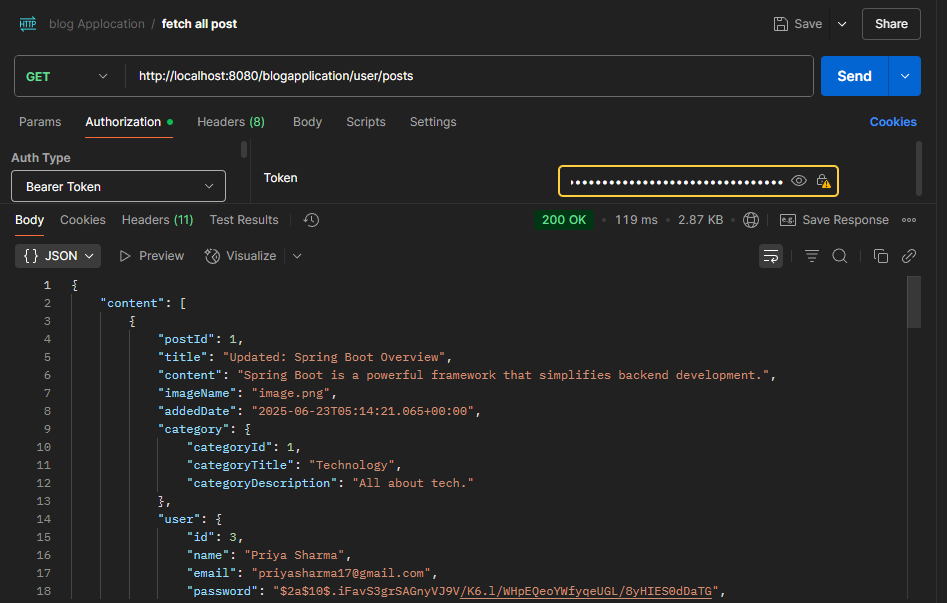 HTTP blog Applocation / fetch all post Save Share
GET http://localhost:8080/blogapplication/user/posts Send
Params Authorization Headers (8) Body Scripts Settings Cookies
Auth Type
Bearer Token
Token
Body Cookies Headers (11) Test Results 200 OK 119 ms 2.87 KB e.g. Save Response
{} JSON Preview Visualize
1 {
2 "content": [
3 {
4 "postId": 1,
5 "title": "Updated: Spring Boot Overview",
6 "content": "Spring Boot is a powerful framework that simplifies backend development.",
7 "imageName": "image.png",
8 "addedDate": "2025-06-23T05:14:21.065+00:00",
9 "category": {
10 "categoryId": 1,
11 "categoryTitle": "Technology",
12 "categoryDescription": "All about tech."
13 },
14 "user": {
15 "id": 3,
16 "name": "Priya Sharma",
17 "email": "priyasharma17@gmail.com",
18 "password": "$2a$10$.iFavS3grSAGnyVJ9V/K6.l/WHpEQeoYWfyqeUGL/8yHIES0dDaTG",